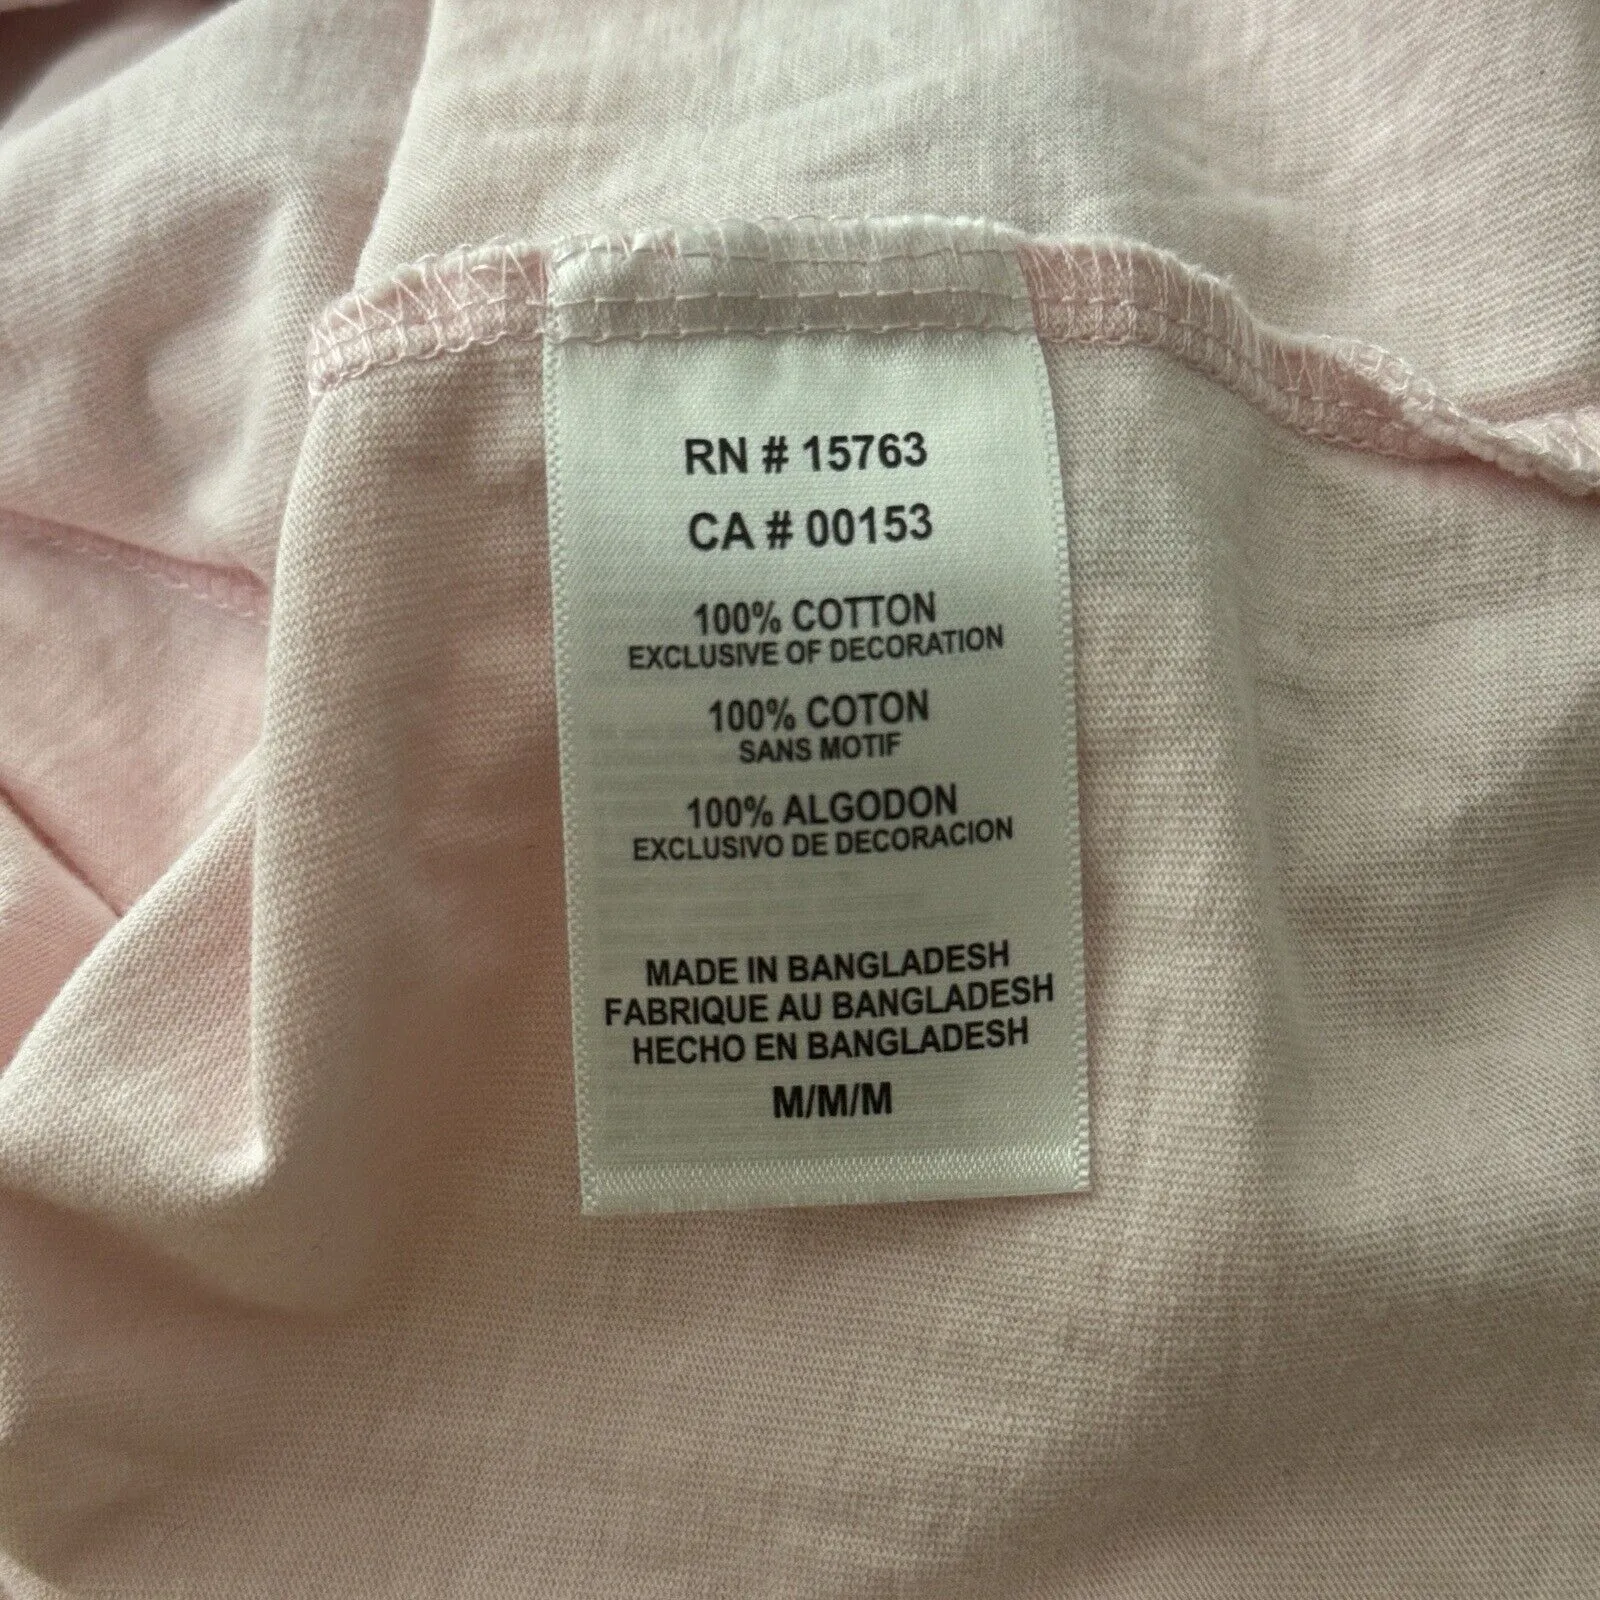 RN # 15763
CA # 00153
100% COTTON
EXCLUSIVE OF DECORATION
100% COTON
SANS MOTIF
100% ALGODON
EXCLUSIVO DE DECORACION
MADE IN BANGLADESH
FABRIQUE AU BANGLADESH
HECHO EN BANGLADESH
M/M/M